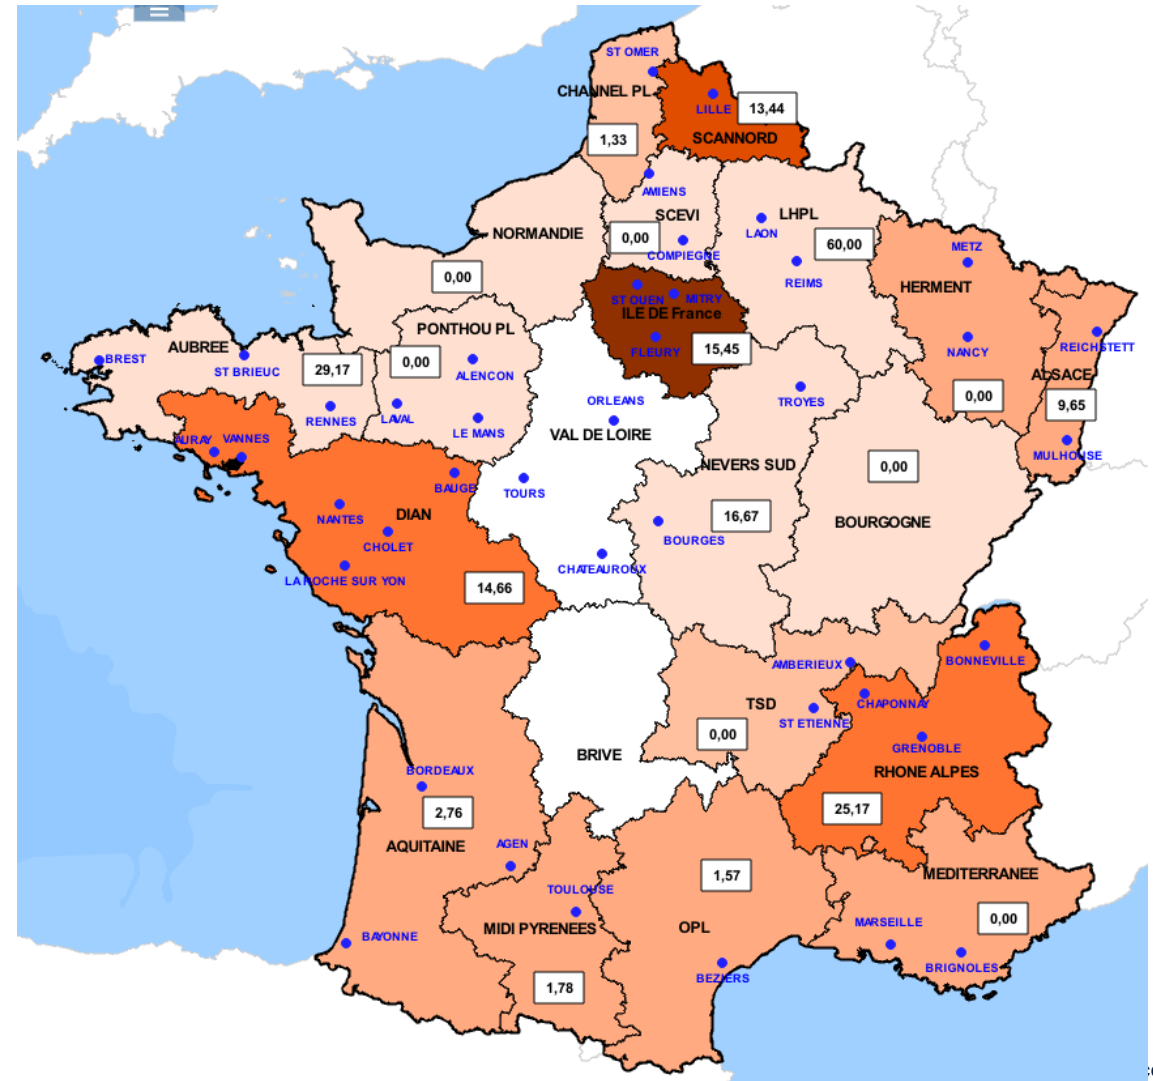 ST OMER
CHANNEL PL
LILLE
13,44
SCANNORD
1,33
AMIENS
SCEVI
LHPL
LAON
NORMANDIE
0,00
60,00
METZ
COMPIEGNE
0,00
REIMS
HERMENT
ST OUEN
MITRY
ILE DE France
PONTHOU PL
AUBREE
BREST
ST BRIEUC
29,17
0,00
ALENCON
FLEURY
15,45
NANCY
REICHSTETT
ALSACE
0,00
9,65
RENNES
LAVAL
LE MANS
ORLEANS
TROYES
VAL DE LOIRE
AURAY
VANNES
MULHOUSE
NEVERS SUD
0,00
BAUGE
TOURS
NANTES
DIAN
16,67
BOURGOGNE
CHOLET
BOURGES
CHATEAUROUX
LA ROCHE SUR YON
14,66
AMBERIEUX
BONNEVILLE
TSD
CHAPONNAY
ST ETIENNE
0,00
GRENOBLE
BRIVE
RHONE ALPES
BORDEAUX
2,76
25,17
AQUITAINE
AGEN
1,57
MEDITERRANEE
TOULOUSE
MIDI PYRENEES
OPL
MARSEILLE
0,00
BAYONNE
BRIGNOLES
BEZIERS
1,78